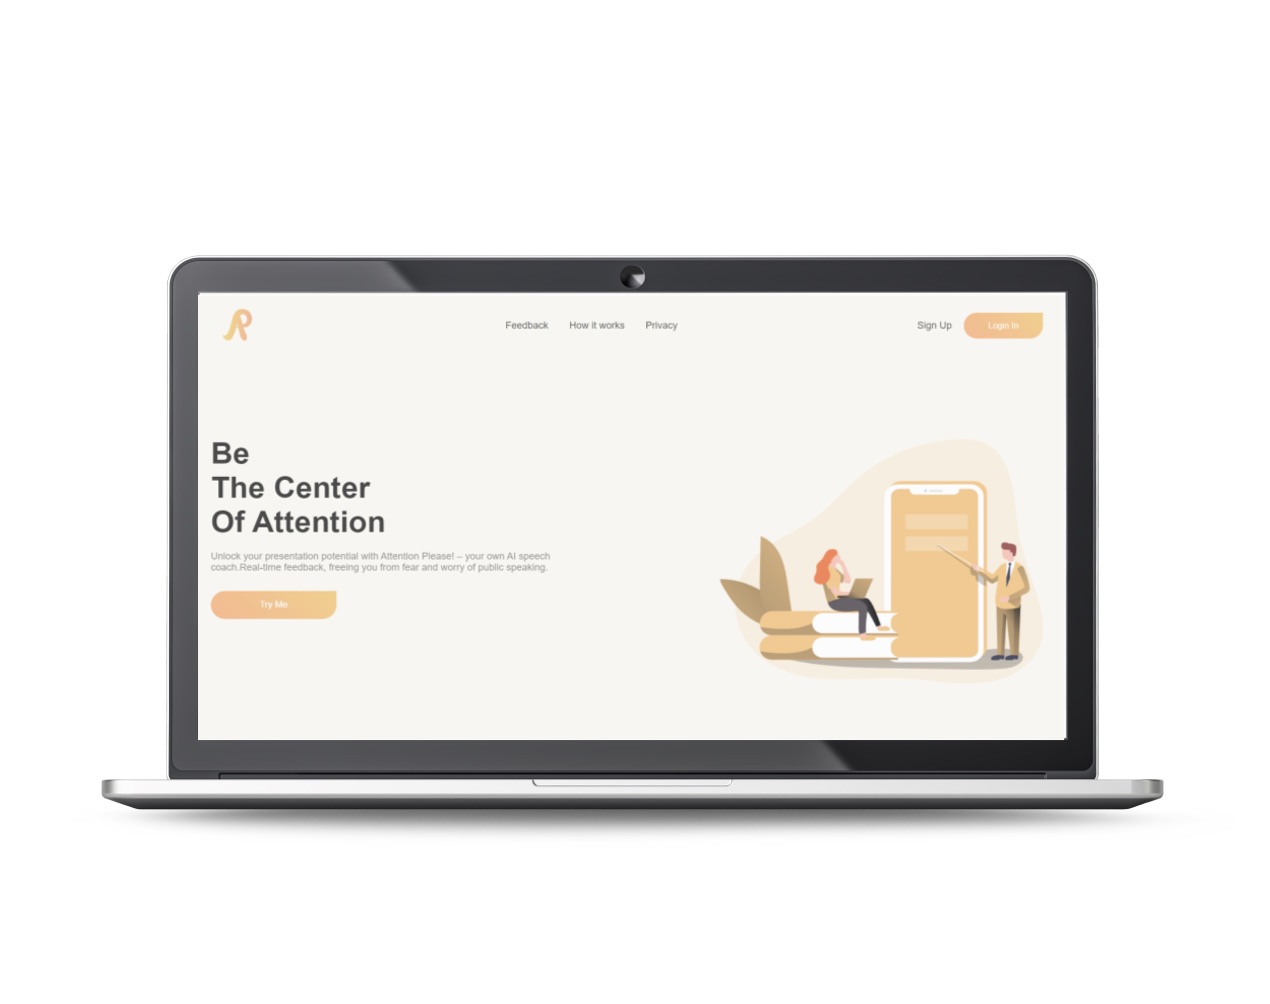 Feedback How it works Privacy Sign Up Login In
Be
The Center
Of Attention
Unlock your presentation potential with Attention Please! – your own AI speech
coach.Real-time feedback, freeing you from fear and worry of public speaking.
Try Me